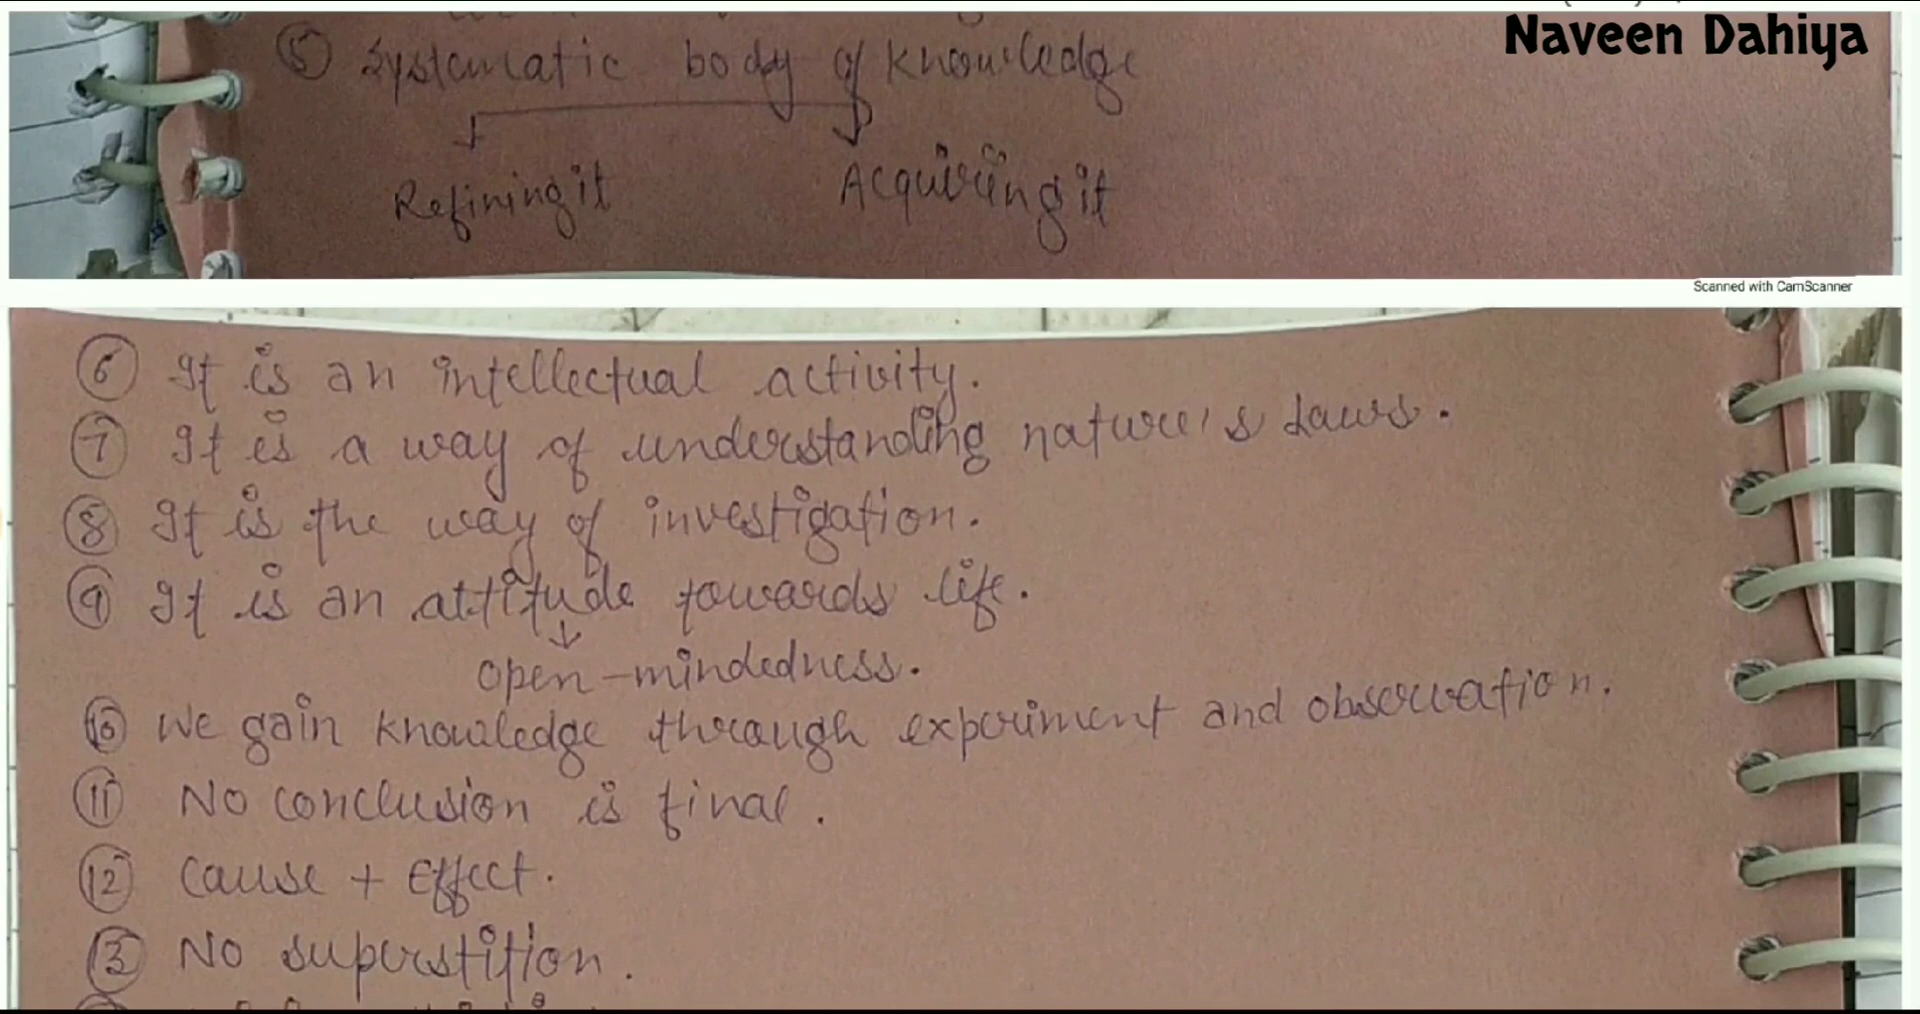 Naveen Dahiya
⑤ Systematic body of knowledge
Refining it Acquiring it
Scanned with CamScanner
⑥ It is an intellectual activity.
⑦ It is a way of understanding nature's Laws.
⑧ It is the way of investigation.
⑨ It is an attitude towards life.
↓
Open-mindedness.
⑩ We gain knowledge through experiment and observation.
⑪ No conclusion is final.
⑫ Cause + Effect.
⑬ No superstition.